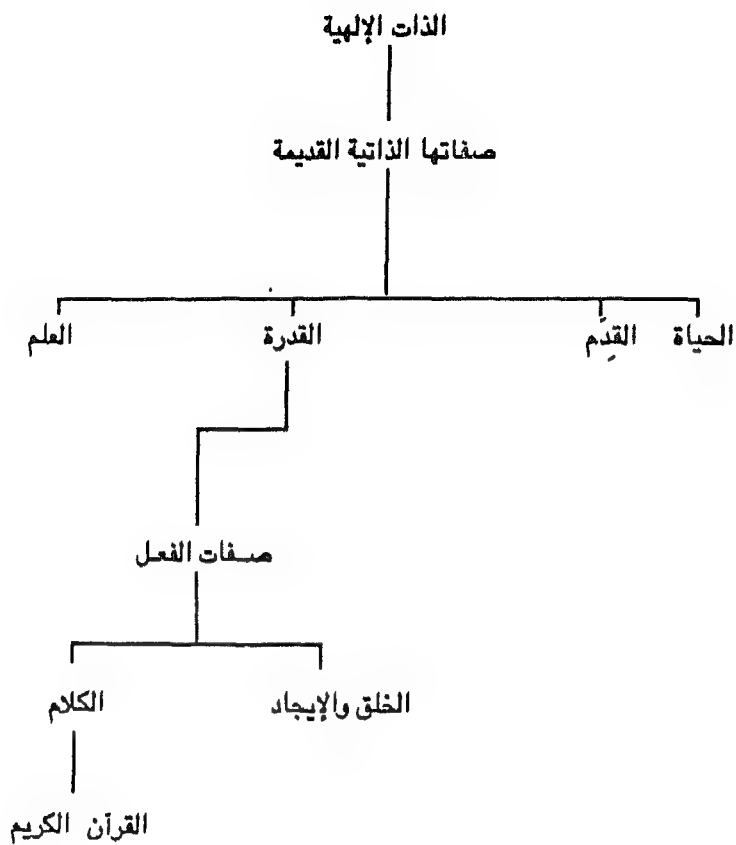 الذات الإلهية
صفاتها الذاتية القديمة
الحياة القِدَم القدرة العلم
صفات الفعل
الخلق والإيجاد الكلام
القرآن الكريم